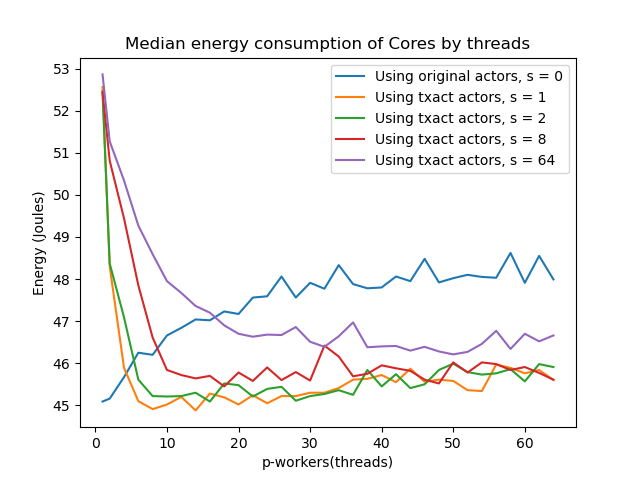 Median energy consumption of Cores by threads
Using original actors, s = 0
Using txact actors, s = 1
Using txact actors, s = 2
Using txact actors, s = 8
Using txact actors, s = 64
Energy (Joules)
53
52
51
50
49
48
47
46
45
0 10 20 30 40 50 60
p-workers(threads)